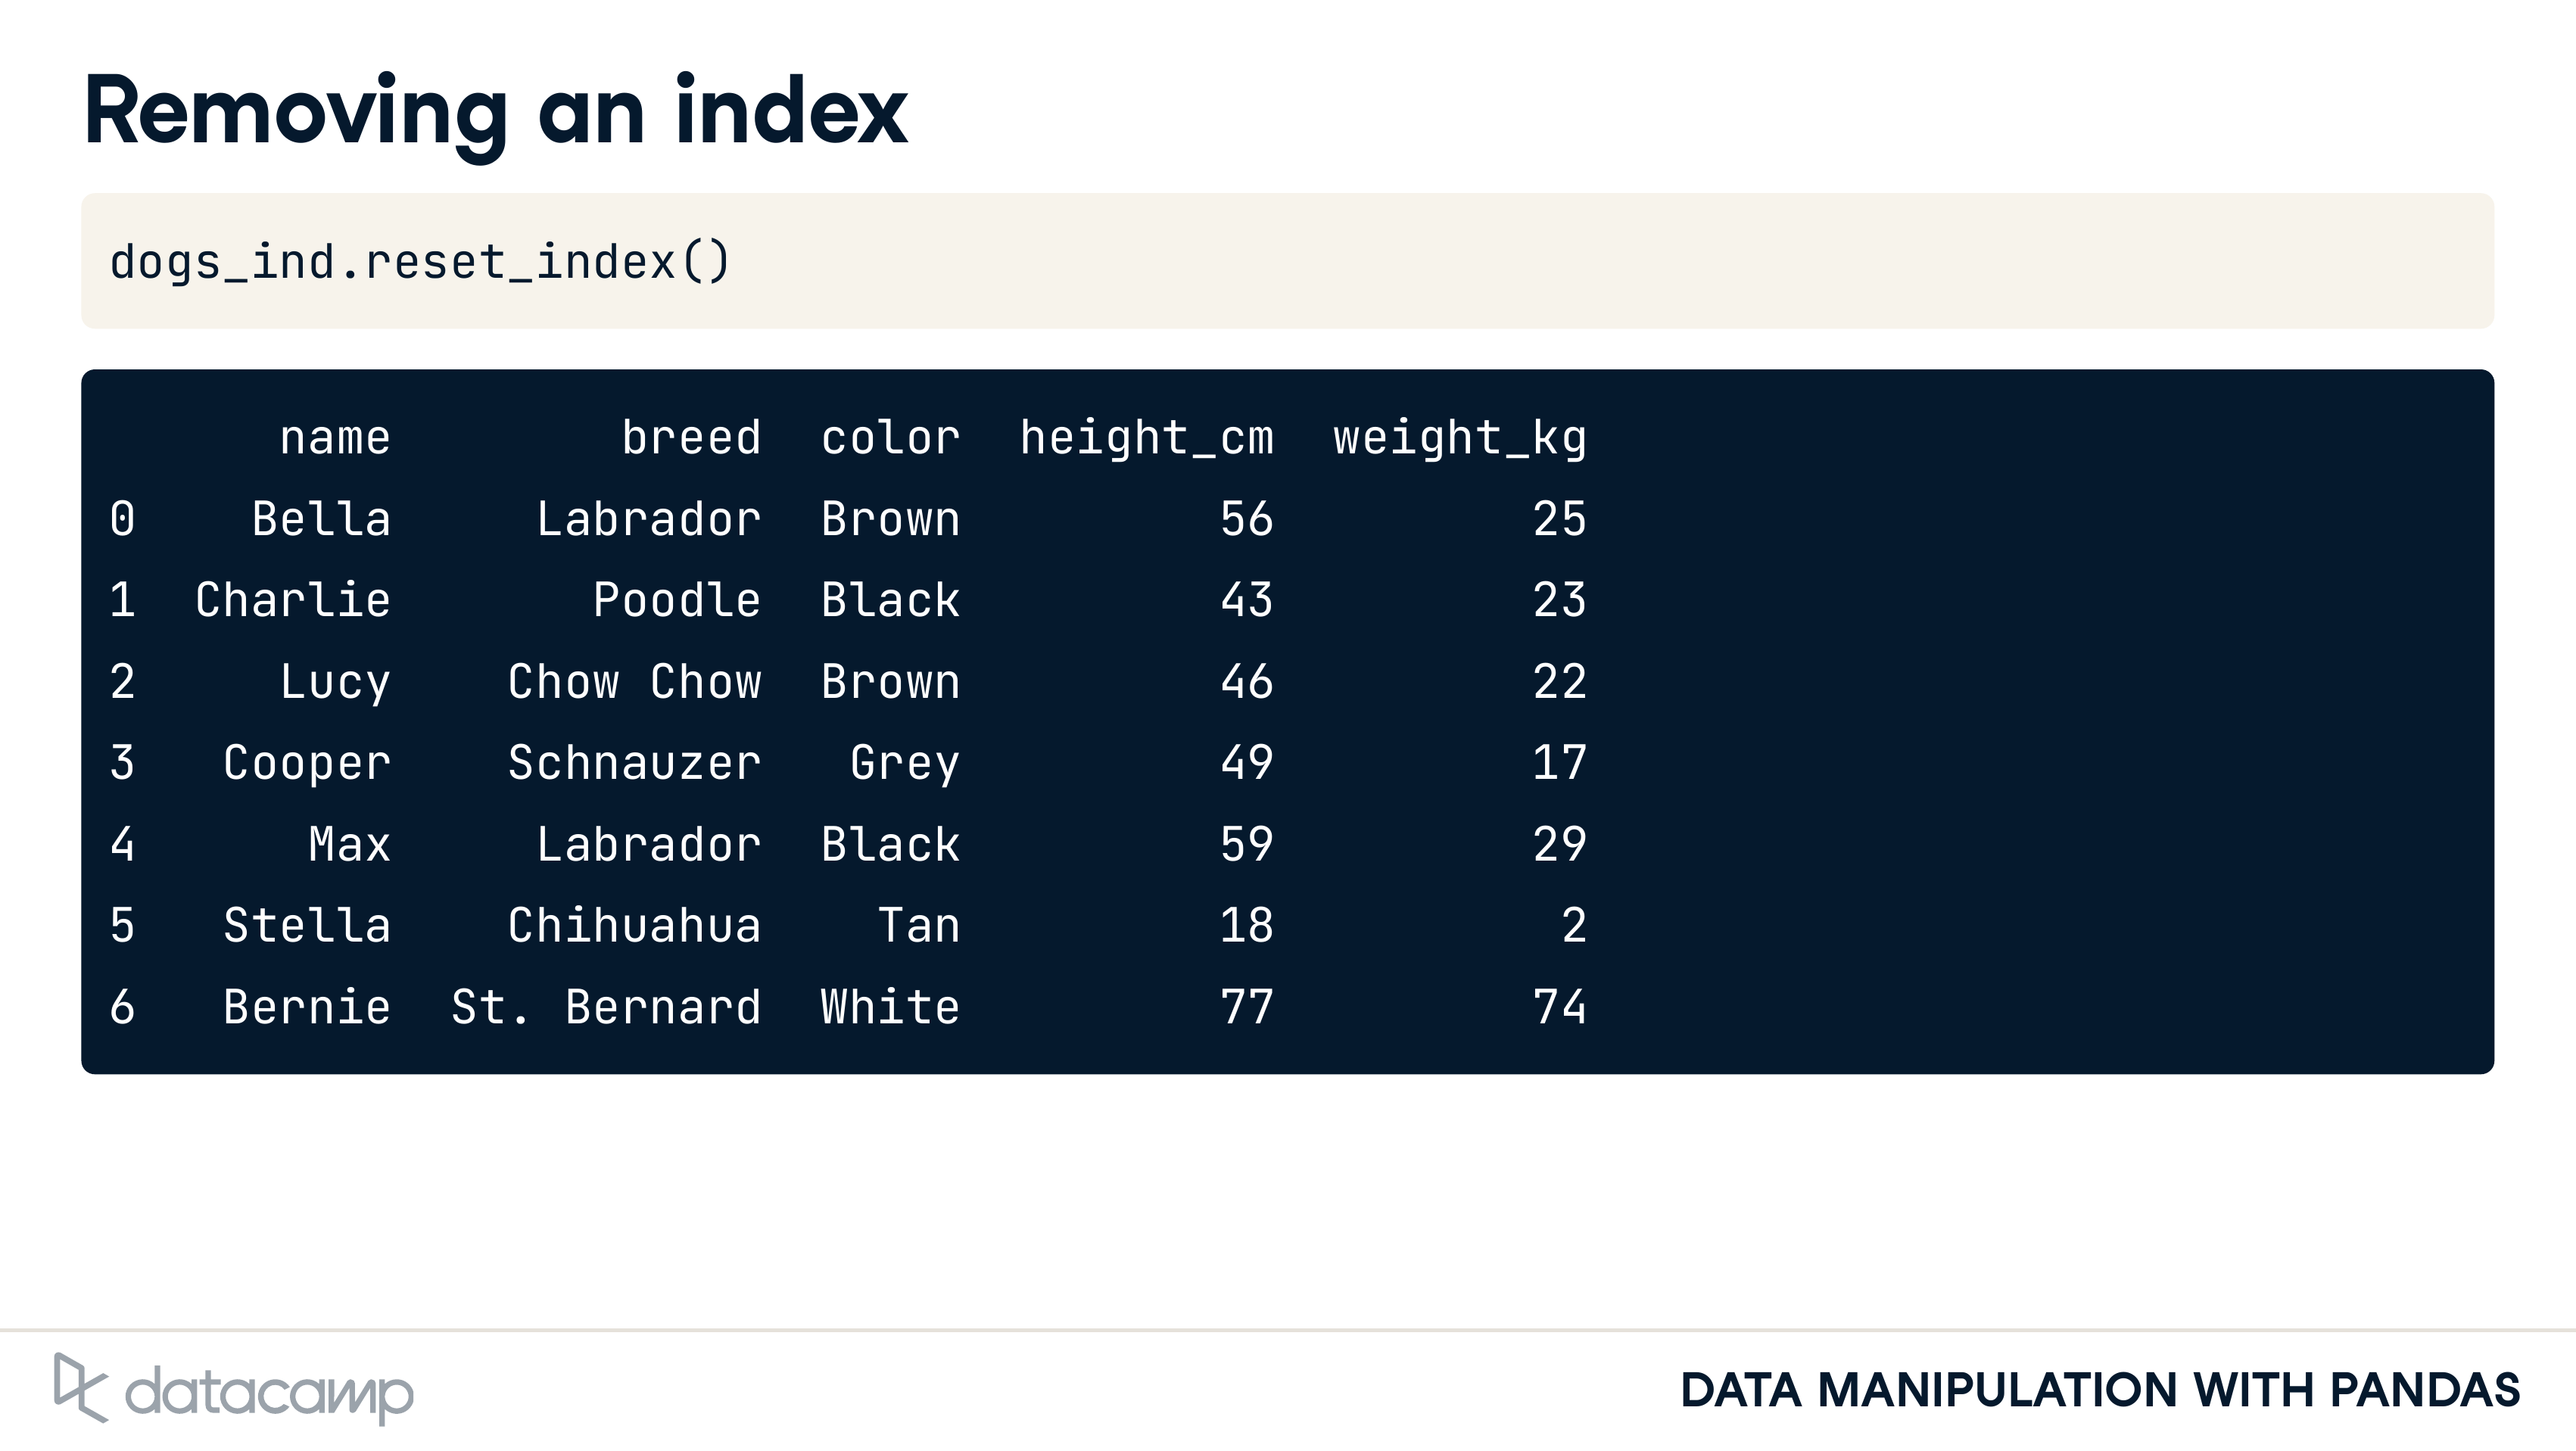 Removing an index
dogs_ind.reset_index()
      name        breed  color  height_cm  weight_kg
0    Bella     Labrador  Brown         56         25
1  Charlie       Poodle  Black         43         23
2     Lucy    Chow Chow  Brown         46         22
3   Cooper    Schnauzer   Grey         49         17
4      Max     Labrador  Black         59         29
5   Stella    Chihuahua    Tan         18          2
6   Bernie  St. Bernard  White         77         74
datacamp
DATA MANIPULATION WITH PANDAS